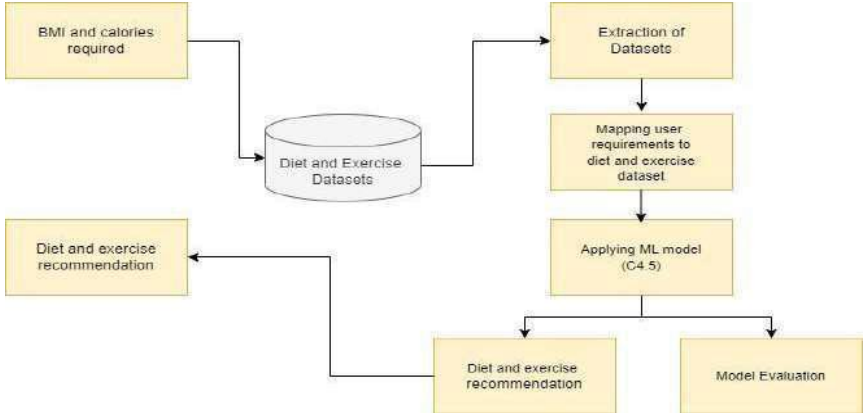 BMI and calories
required
Extraction of
Datasets
Diet and Exercise
Datasets
Mapping user
requirements to
diet and exercise
dataset
Diet and exercise
recommendation
Applying ML model
(C4.5)
Diet and exercise
recommendation
Model Evaluation